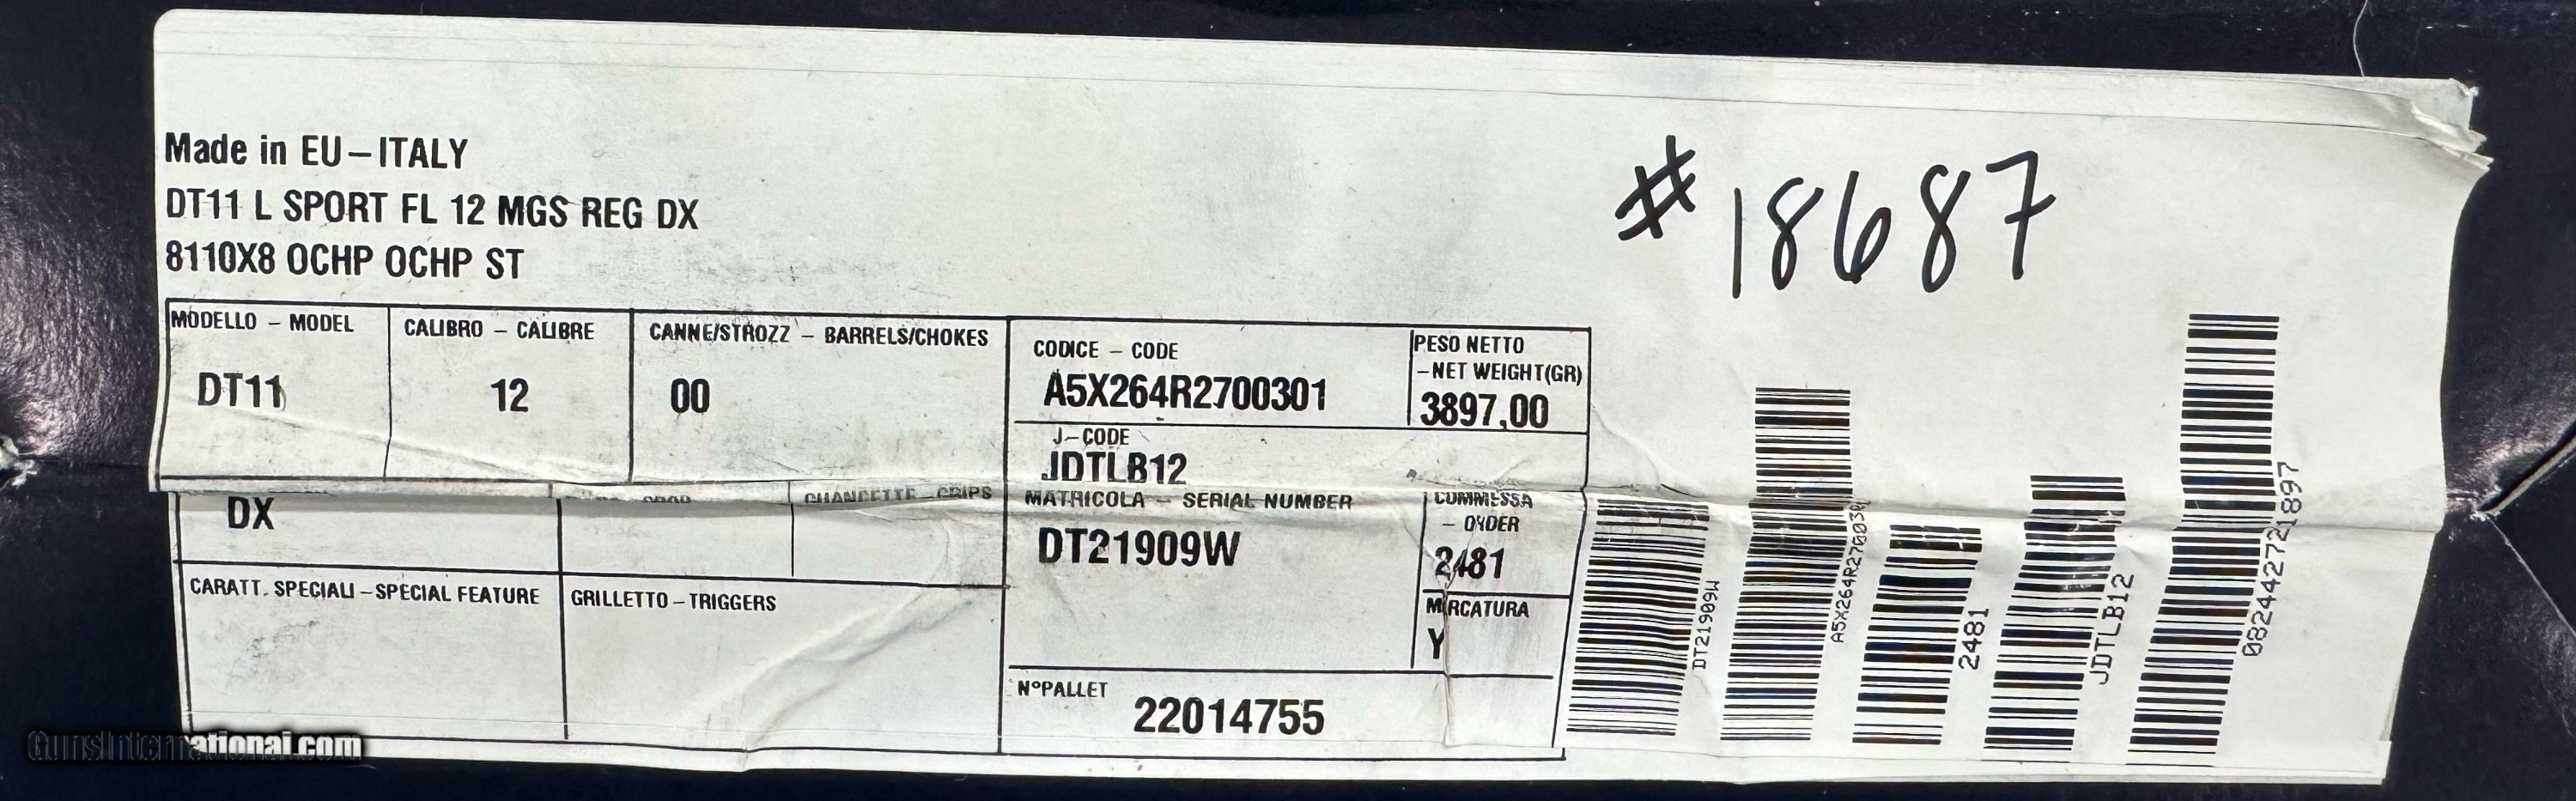 Made in EU-ITALY
DT11 L SPORT FL 12 MGS REG DX
8110X8 OCHP OCHP ST
#18687
MODELLO - MODEL
DT11
CALIBRO - CALIBRE
12
CANNE/STROZZ - BARRELS/CHOKES
00
CODICE - CODE
A5X264R2700301
PESO NETTO
-NET WEIGHT(GR)
3897,00
J-CODE
JDTLB12
DX
CHANCETTE GRIPS
MATRICOLA - SERIAL NUMBER
DT21909W
COMMESSA
- ORDER
2481
CARATT. SPECIALI-SPECIAL FEATURE
GRILLETTO-TRIGGERS
MARCATURA
Y
N°PALLET
22014755
DT21909W
A5X264R270030
2481
JDTLB12
082442721897
GunsInternational.com